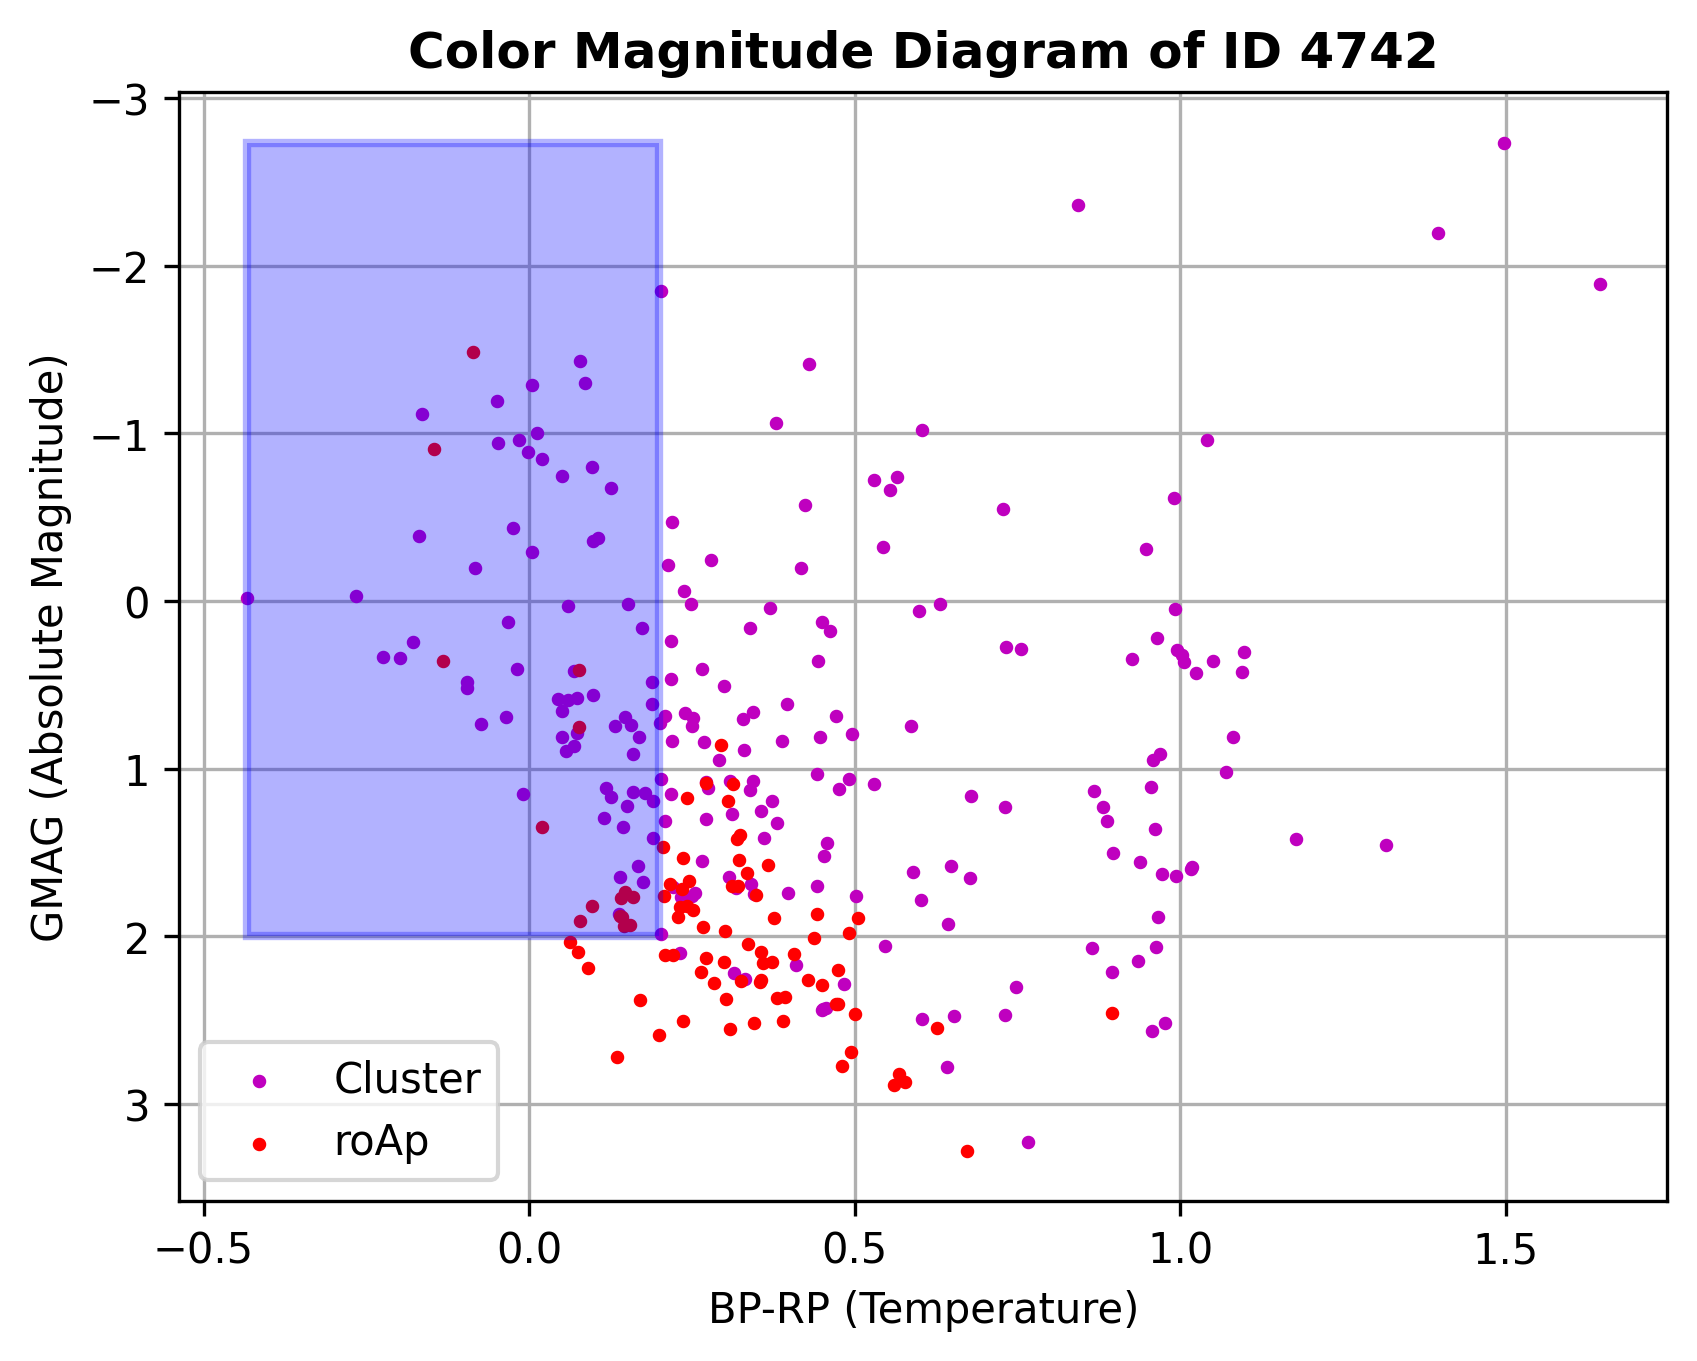 Color Magnitude Diagram of ID 4742
GMAG (Absolute Magnitude)
−3
−2
−1
0
1
2
3
Cluster
roAp
−0.5 0.0 0.5 1.0 1.5
BP-RP (Temperature)